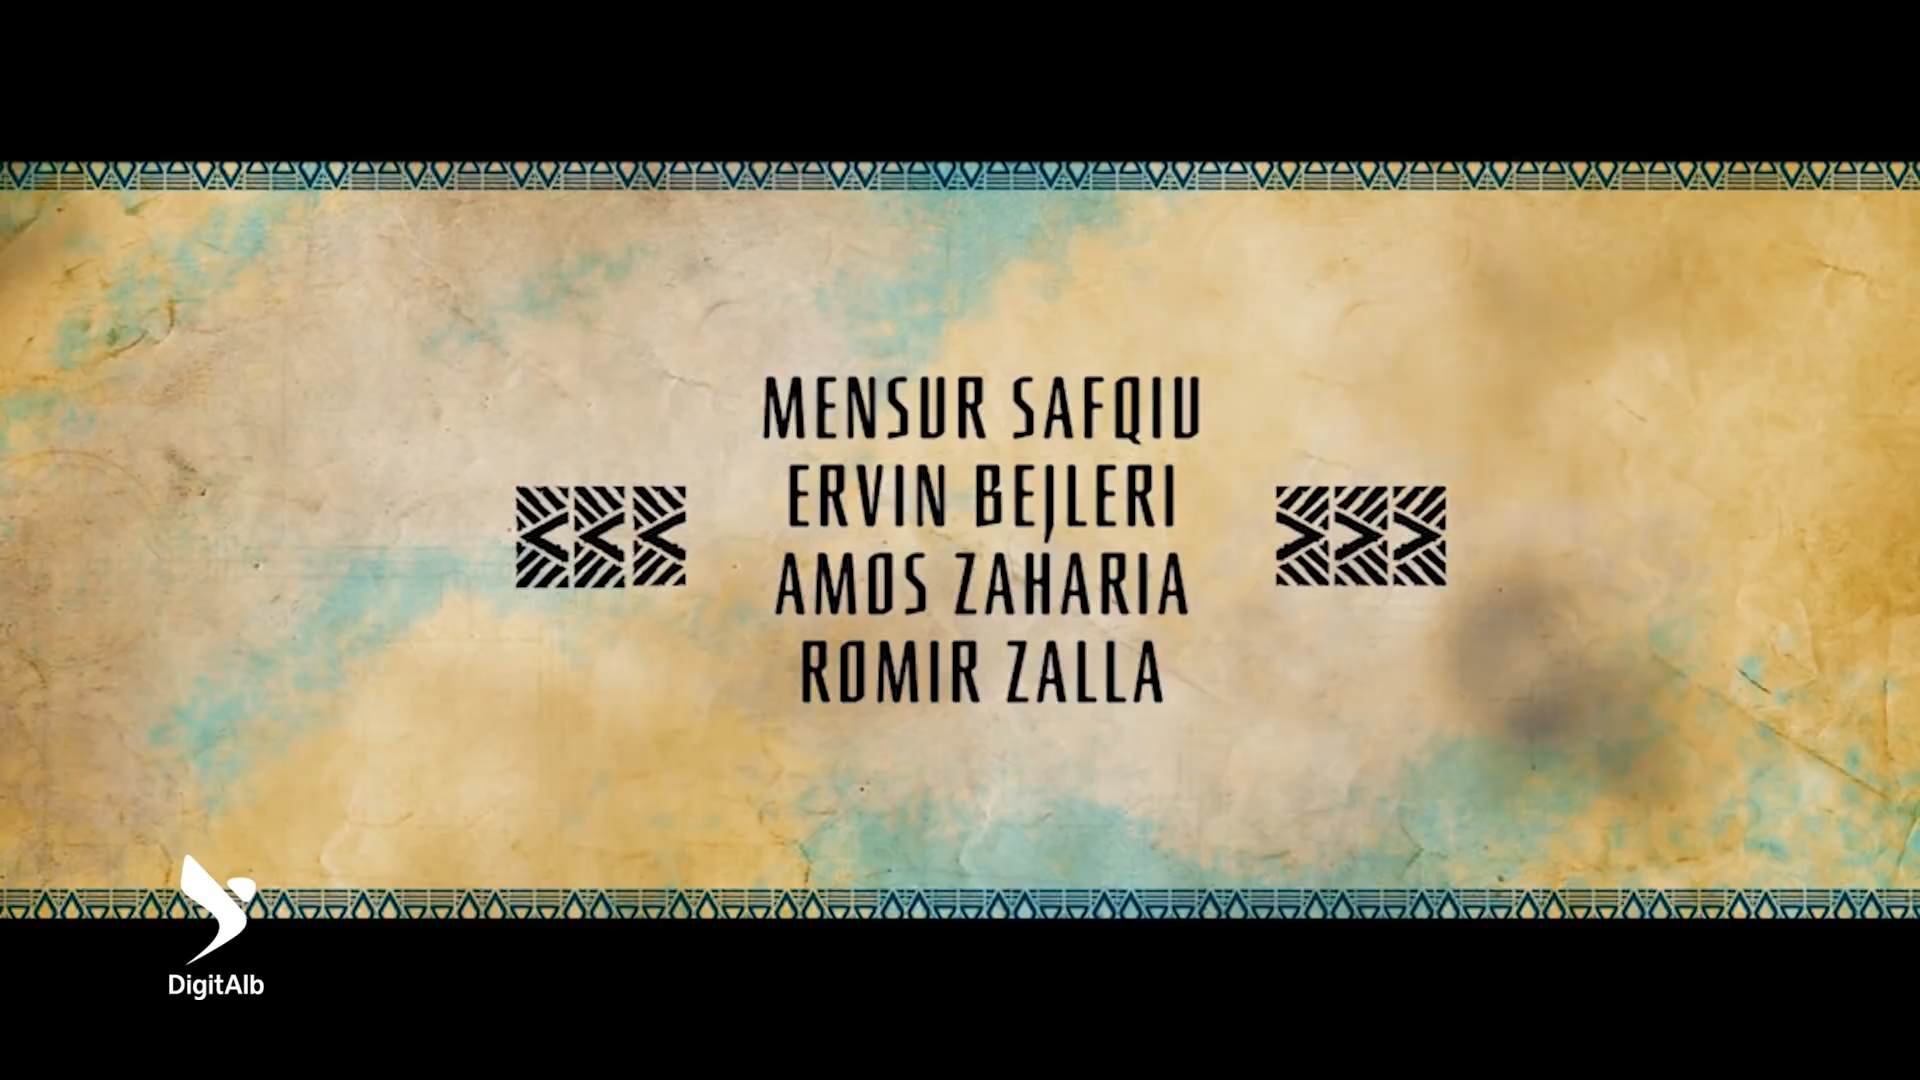 MENSUR SAFQIU
ERVIN BEJLERI
AMOS ZAHARIA
ROMIR ZALLA
DigitAlb